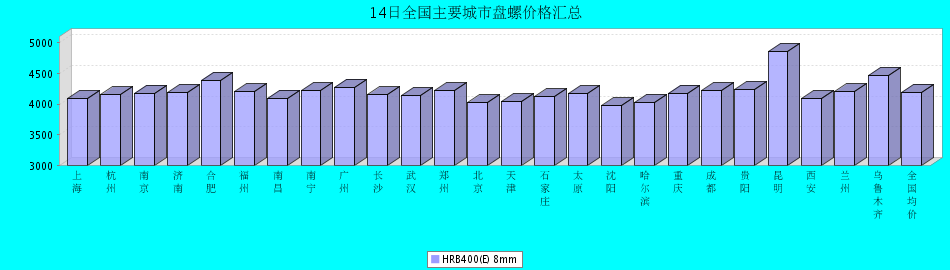 14日全国主要城市盘螺价格汇总
5000
4500
4000
3500
3000
上海
杭州
南京
济南
合肥
福州
南昌
南宁
广州
长沙
武汉
郑州
北京
天津
石家庄
太原
沈阳
哈尔滨
重庆
成都
贵阳
昆明
西安
兰州
乌鲁木齐
全国均价
HRB400(E) 8mm